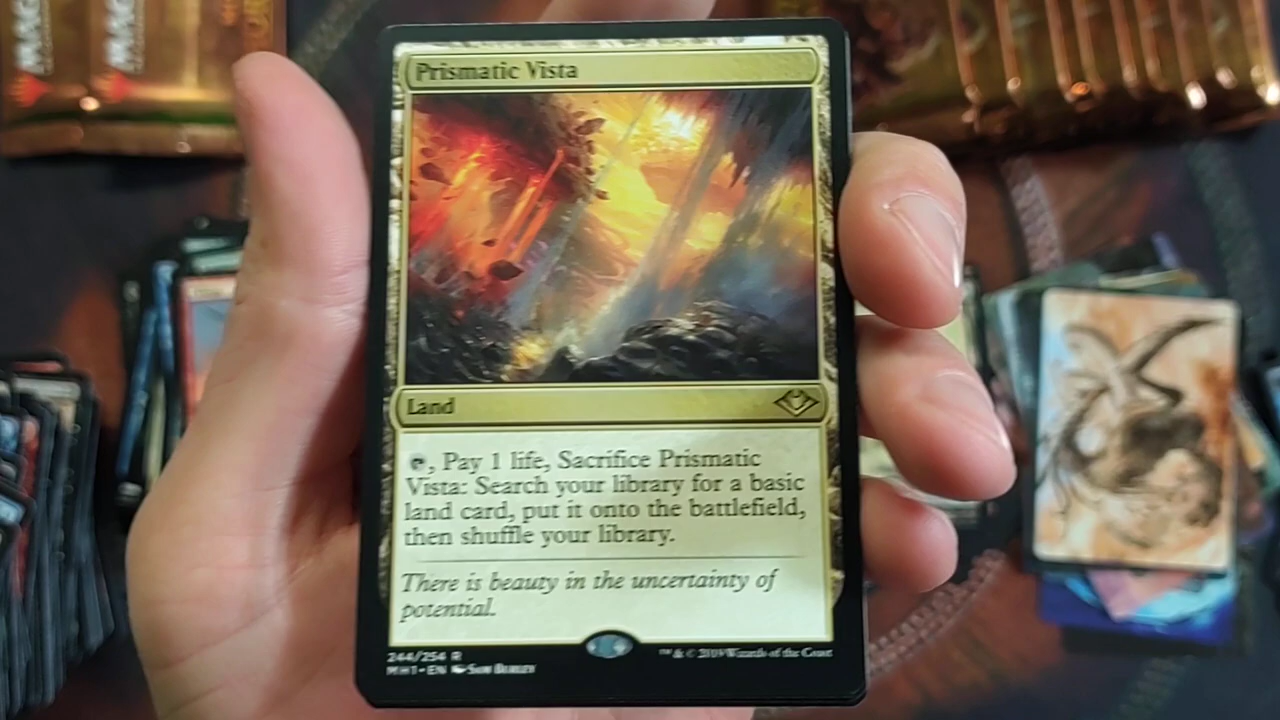 Prismatic Vista
Land
, Pay 1 life, Sacrifice Prismatic
Vista: Search your library for a basic
land card, put it onto the battlefield,
then shuffle your library.
There is beauty in the uncertainty of
potential.
244/254 R
MH1 • EN Sam Burley
™ & © 2019 Wizards of the Coast